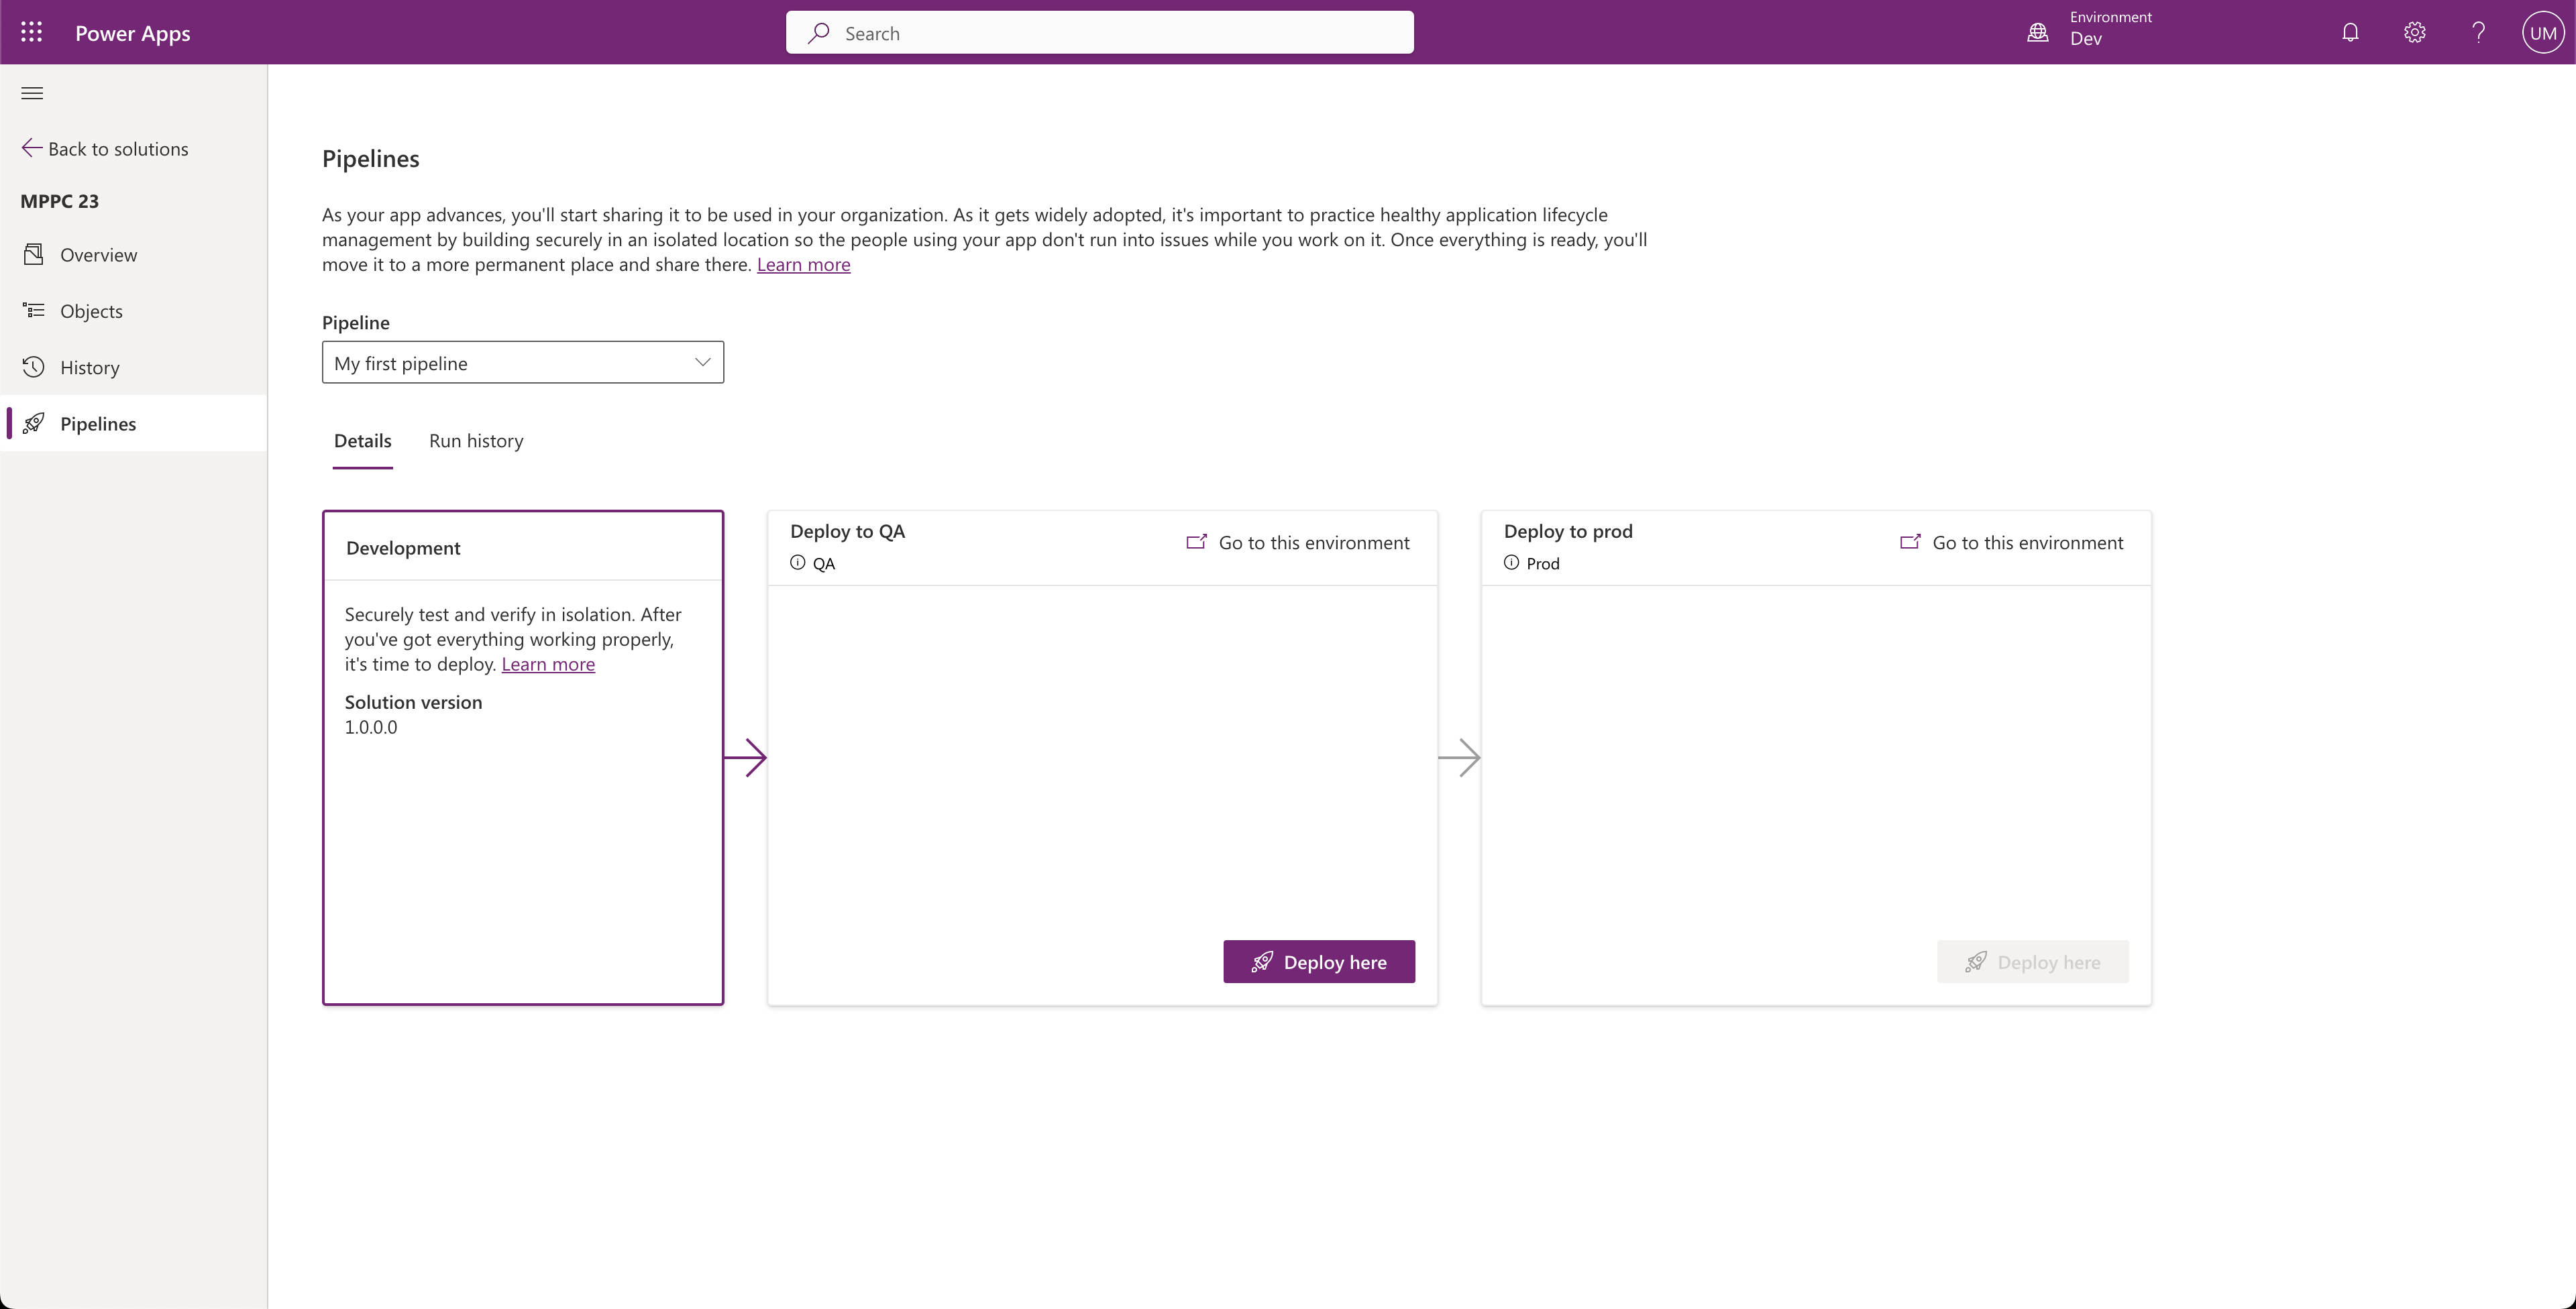 Power Apps
Search
Environment
Dev
UM
Back to solutions
MPPC 23
Overview
Objects
History
Pipelines
Pipelines
As your app advances, you'll start sharing it to be used in your organization. As it gets widely adopted, it's important to practice healthy application lifecycle
management by building securely in an isolated location so the people using your app don't run into issues while you work on it. Once everything is ready, you'll
move it to a more permanent place and share there. Learn more
Pipeline
My first pipeline
Details
Run history
Development
Securely test and verify in isolation. After
you've got everything working properly,
it's time to deploy. Learn more
Solution version
1.0.0.0
Deploy to QA
QA
Go to this environment
Deploy here
Deploy to prod
Prod
Go to this environment
Deploy here